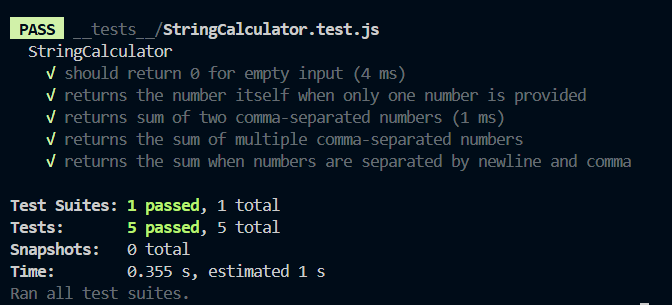 PASS __tests__/StringCalculator.test.js
StringCalculator
√ should return 0 for empty input (4 ms)
√ returns the number itself when only one number is provided
√ returns sum of two comma-separated numbers (1 ms)
√ returns the sum of multiple comma-separated numbers
√ returns the sum when numbers are separated by newline and comma
Test Suites: 1 passed, 1 total
Tests: 5 passed, 5 total
Snapshots: 0 total
Time: 0.355 s, estimated 1 s
Ran all test suites.